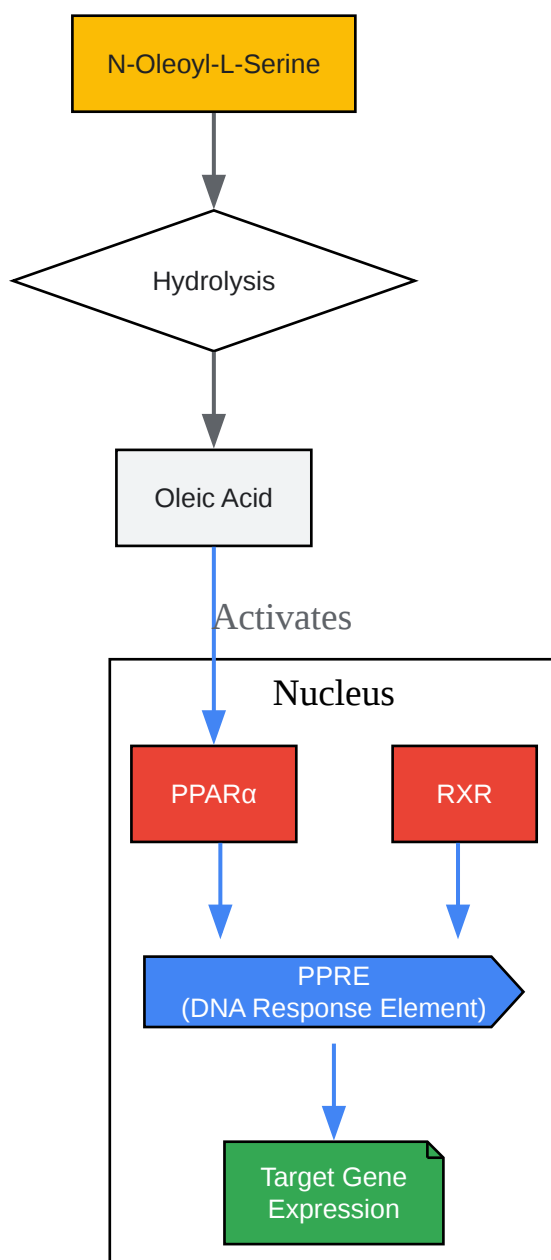 N-Oleoyl-L-Serine
Hydrolysis
Oleic Acid
Activates
Nucleus
PPARα
RXR
PPRE
(DNA Response Element)
Target Gene
Expression